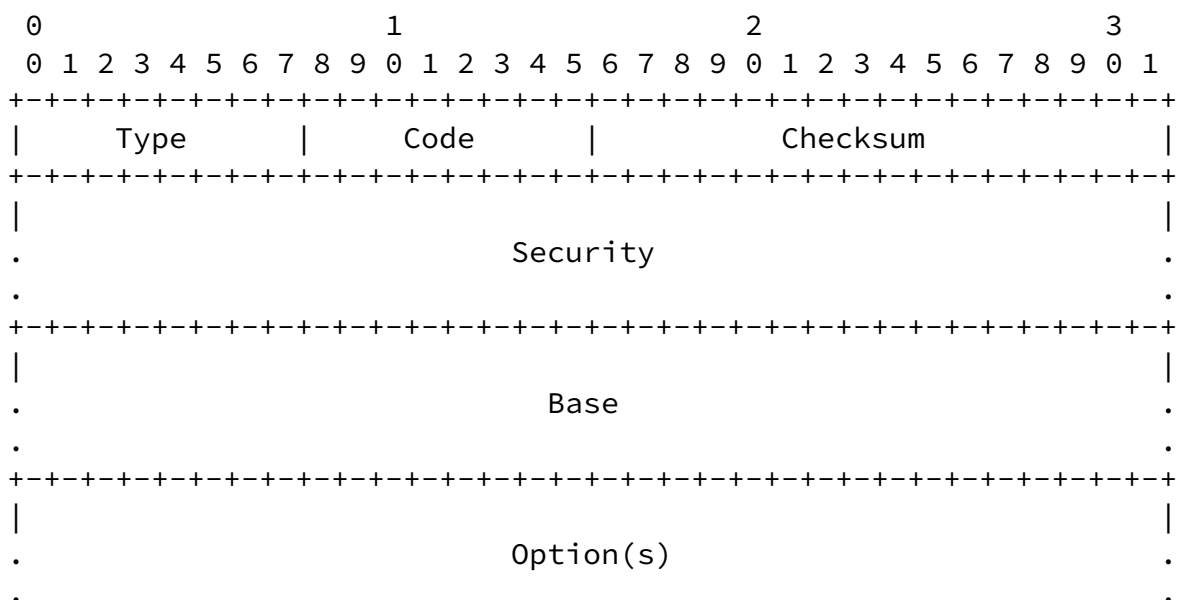 0                   1                   2                   3
 0 1 2 3 4 5 6 7 8 9 0 1 2 3 4 5 6 7 8 9 0 1 2 3 4 5 6 7 8 9 0 1
+-+-+-+-+-+-+-+-+-+-+-+-+-+-+-+-+-+-+-+-+-+-+-+-+-+-+-+-+-+-+-+-+
|     Type      |     Code      |          Checksum             |
+-+-+-+-+-+-+-+-+-+-+-+-+-+-+-+-+-+-+-+-+-+-+-+-+-+-+-+-+-+-+-+-+
|                                                               |
.                           Security                            .
.                                                               .
+-+-+-+-+-+-+-+-+-+-+-+-+-+-+-+-+-+-+-+-+-+-+-+-+-+-+-+-+-+-+-+-+
|                                                               |
.                             Base                              .
.                                                               .
+-+-+-+-+-+-+-+-+-+-+-+-+-+-+-+-+-+-+-+-+-+-+-+-+-+-+-+-+-+-+-+-+
|                                                               |
.                           Option(s)                           .
.                                                               .